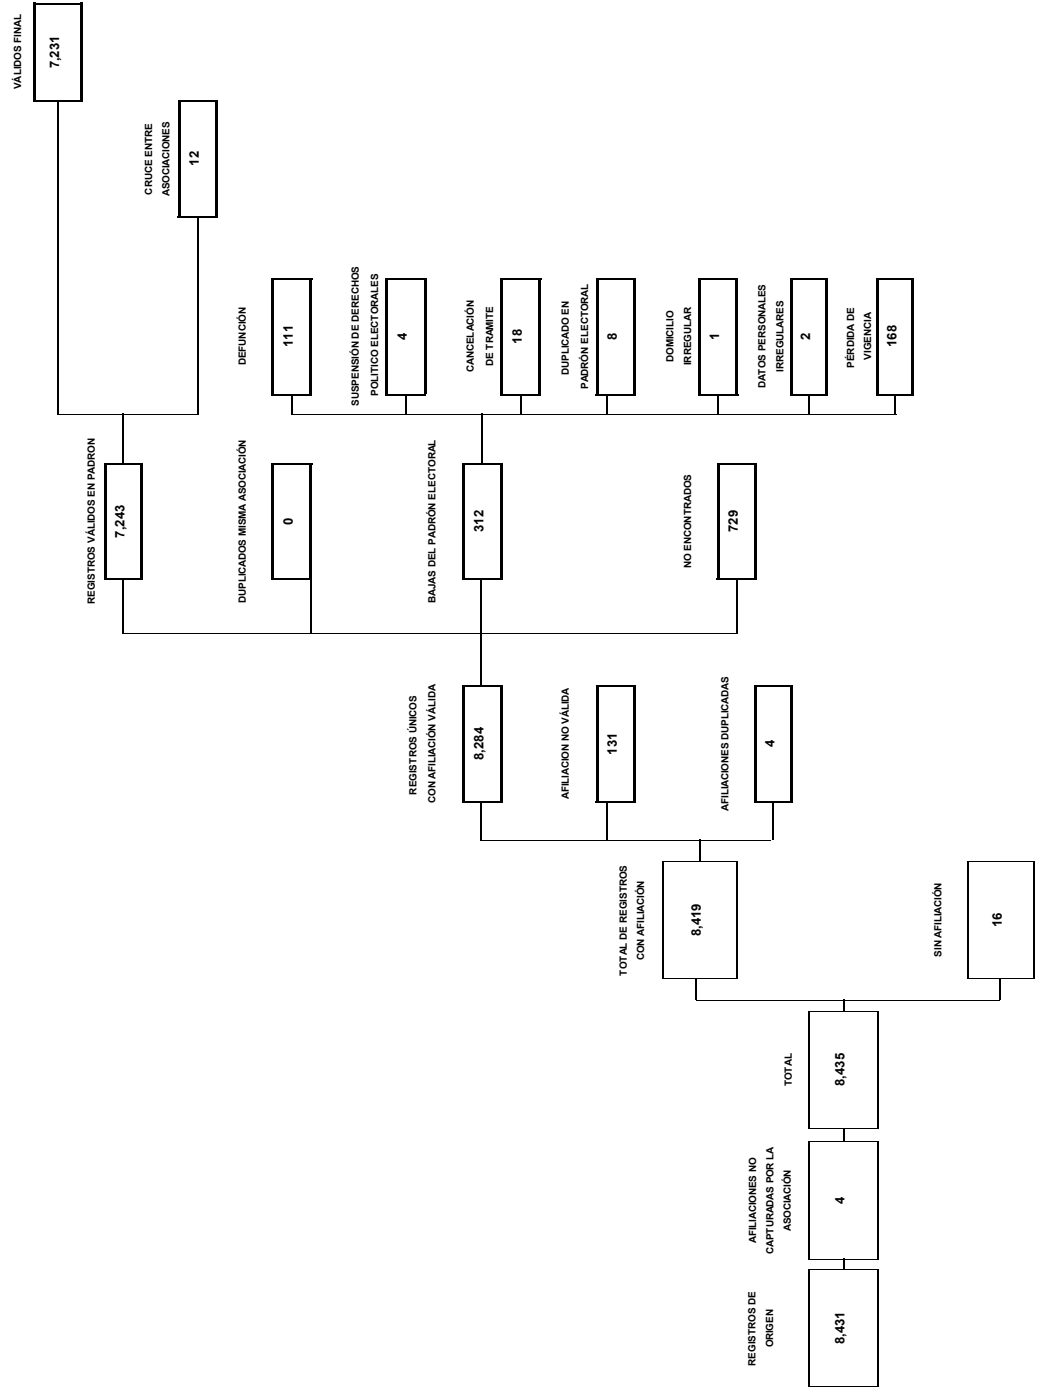 REGISTROS DE
ORIGEN
8,431
AFILIACIONES NO
CAPTURADAS POR LA
ASOCIACIÓN
4
TOTAL
8,435
TOTAL DE REGISTROS
CON AFILIACIÓN
8,419
SIN AFILIACIÓN
16
REGISTROS ÚNICOS
CON AFILIACIÓN VÁLIDA
8,284
AFILIACION NO VÁLIDA
131
AFILIACIONES DUPLICADAS
4
REGISTROS VÁLIDOS EN PADRON
7,243
DUPLICADOS MISMA ASOCIACIÓN
0
BAJAS DEL PADRÓN ELECTORAL
312
NO ENCONTRADOS
729
DEFUNCIÓN
111
SUSPENSIÓN DE DERECHOS
POLITICO ELECTORALES
4
CANCELACIÓN
DE TRAMITE
18
DUPLICADO EN
PADRÓN ELECTORAL
8
DOMICILIO
IRREGULAR
1
DATOS PERSONALES
IRREGULARES
2
PÉRDIDA DE
VIGENCIA
168
VÁLIDOS FINAL
7,231
CRUCE ENTRE
ASOCIACIONES
12